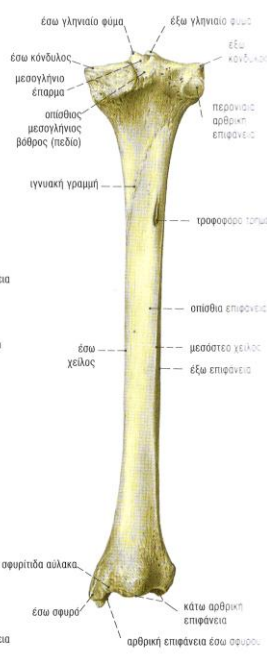 έσω γληνιαίο φύμα
έξω γληνιαίο φύμα
έσω κόνδυλος
έξω
κόνδυλος
μεσογλήνιο
έπαρμα
οπίσθιος
μεσογλήνιος
βόθρος (πεδίο)
περονιαία
αρθρική
επιφάνεια
ιγνυακή γραμμή
τροφοφόρο τρήμα
οπίσθια επιφάνεια
έσω
χείλος
μεσόστεο χείλος
έξω επιφάνεια
σφυρίτιδα αύλακα
έσω σφυρό
κάτω αρθρική
επιφάνεια
αρθρική επιφάνεια έσω σφυρού